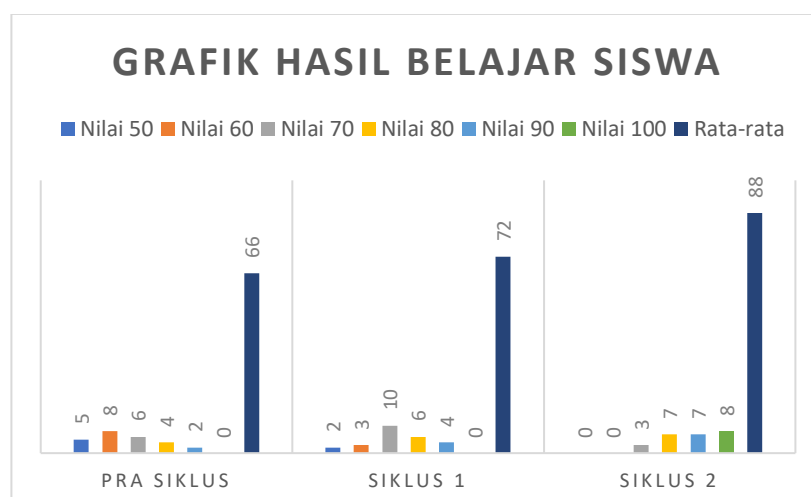 GRAFIK HASIL BELAJAR SISWA
Nilai 50 Nilai 60 Nilai 70 Nilai 80 Nilai 90 Nilai 100 Rata-rata
5 8 6 4 2 0 66
2 3 10 6 4 0 72
0 0 3 7 7 8 88
PRA SIKLUS SIKLUS 1 SIKLUS 2